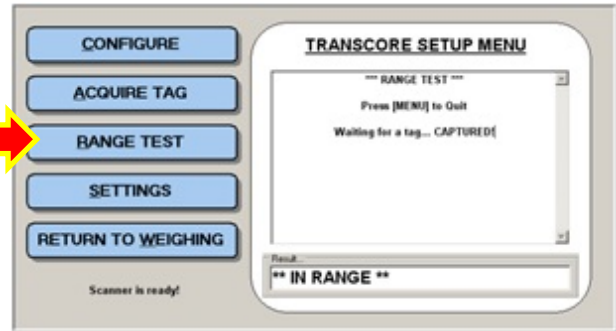 CONFIGURE
ACQUIRE TAG
RANGE TEST
SETTINGS
RETURN TO WEIGHING
Scanner is ready!
TRANSCORE SETUP MENU
*** RANGE TEST ***
Press [MENU] to Quit
Waiting for a tag... CAPTURED!
Result...
** IN RANGE **